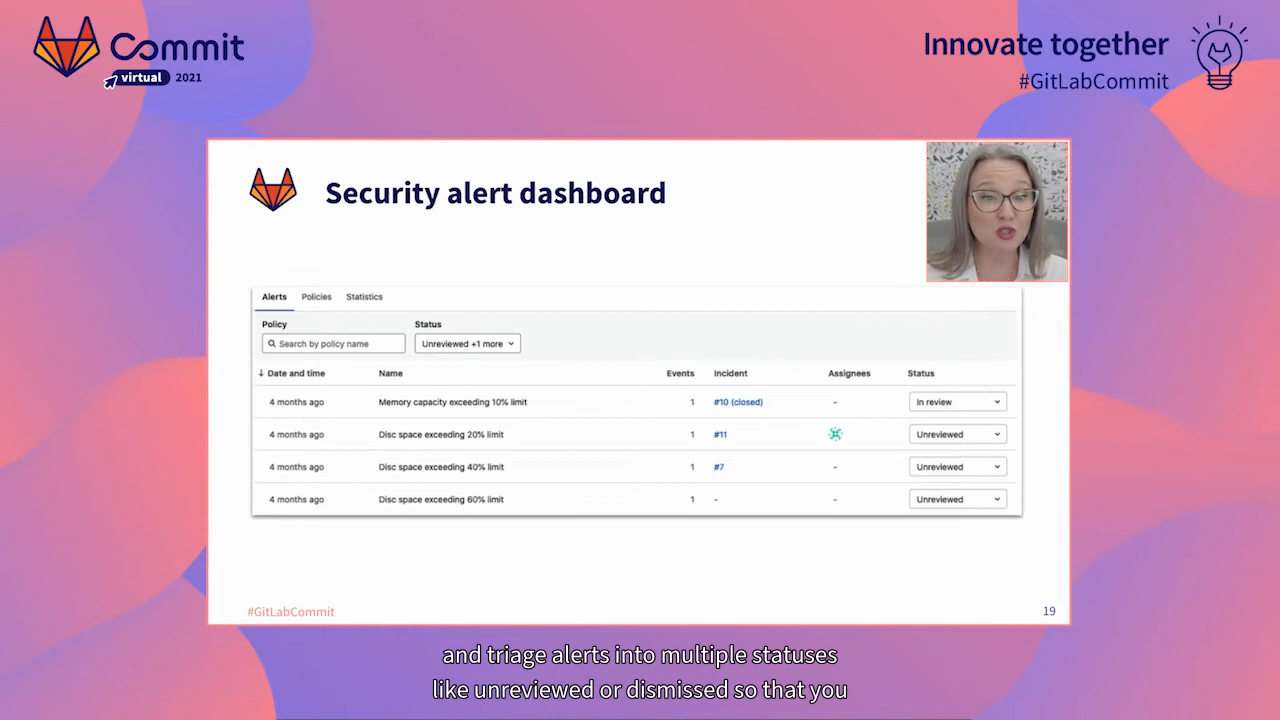 Commit
virtual 2021
Innovate together
#GitLabCommit
Security alert dashboard
Alerts Policies Statistics
Policy Status
Search by policy name Unreviewed +1 more
↓ Date and time Name Events Incident Assignees Status
4 months ago Memory capacity exceeding 10% limit 1 #10 (closed) - In review
4 months ago Disc space exceeding 20% limit 1 #11 Unreviewed
4 months ago Disc space exceeding 40% limit 1 #7 - Unreviewed
4 months ago Disc space exceeding 60% limit 1 - - Unreviewed
#GitLabCommit 19
and triage alerts into multiple statuses
like unreviewed or dismissed so that you